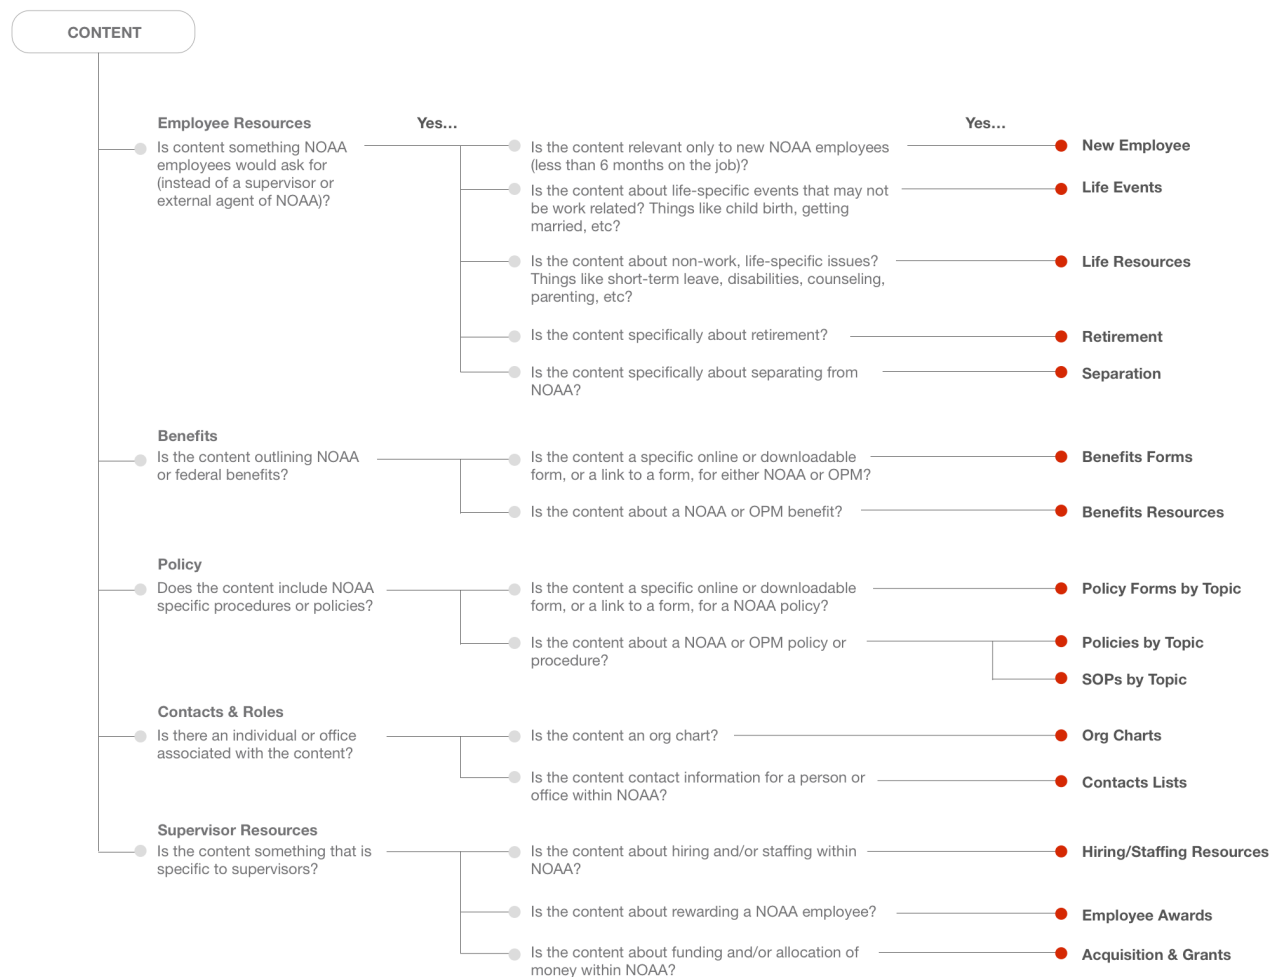 CONTENT
Employee Resources
Yes…
Yes…
Is content something NOAA
employees would ask for
(instead of a supervisor or
external agent of NOAA)?
Is the content relevant only to new NOAA employees
(less than 6 months on the job)?
New Employee
Is the content about life-specific events that may not
be work related? Things like child birth, getting
married, etc?
Life Events
Is the content about non-work, life-specific issues?
Things like short-term leave, disabilities, counseling,
parenting, etc?
Life Resources
Is the content specifically about retirement?
Retirement
Is the content specifically about separating from
NOAA?
Separation
Benefits
Is the content outlining NOAA
or federal benefits?
Is the content a specific online or downloadable
form, or a link to a form, for either NOAA or OPM?
Benefits Forms
Is the content about a NOAA or OPM benefit?
Benefits Resources
Policy
Does the content include NOAA
specific procedures or policies?
Is the content a specific online or downloadable
form, or a link to a form, for a NOAA policy?
Policy Forms by Topic
Is the content about a NOAA or OPM policy or
procedure?
Policies by Topic
SOPs by Topic
Contacts & Roles
Is there an individual or office
associated with the content?
Is the content an org chart?
Org Charts
Is the content contact information for a person or
office within NOAA?
Contacts Lists
Supervisor Resources
Is the content something that is
specific to supervisors?
Is the content about hiring and/or staffing within
NOAA?
Hiring/Staffing Resources
Is the content about rewarding a NOAA employee?
Employee Awards
Is the content about funding and/or allocation of
money within NOAA?
Acquisition & Grants